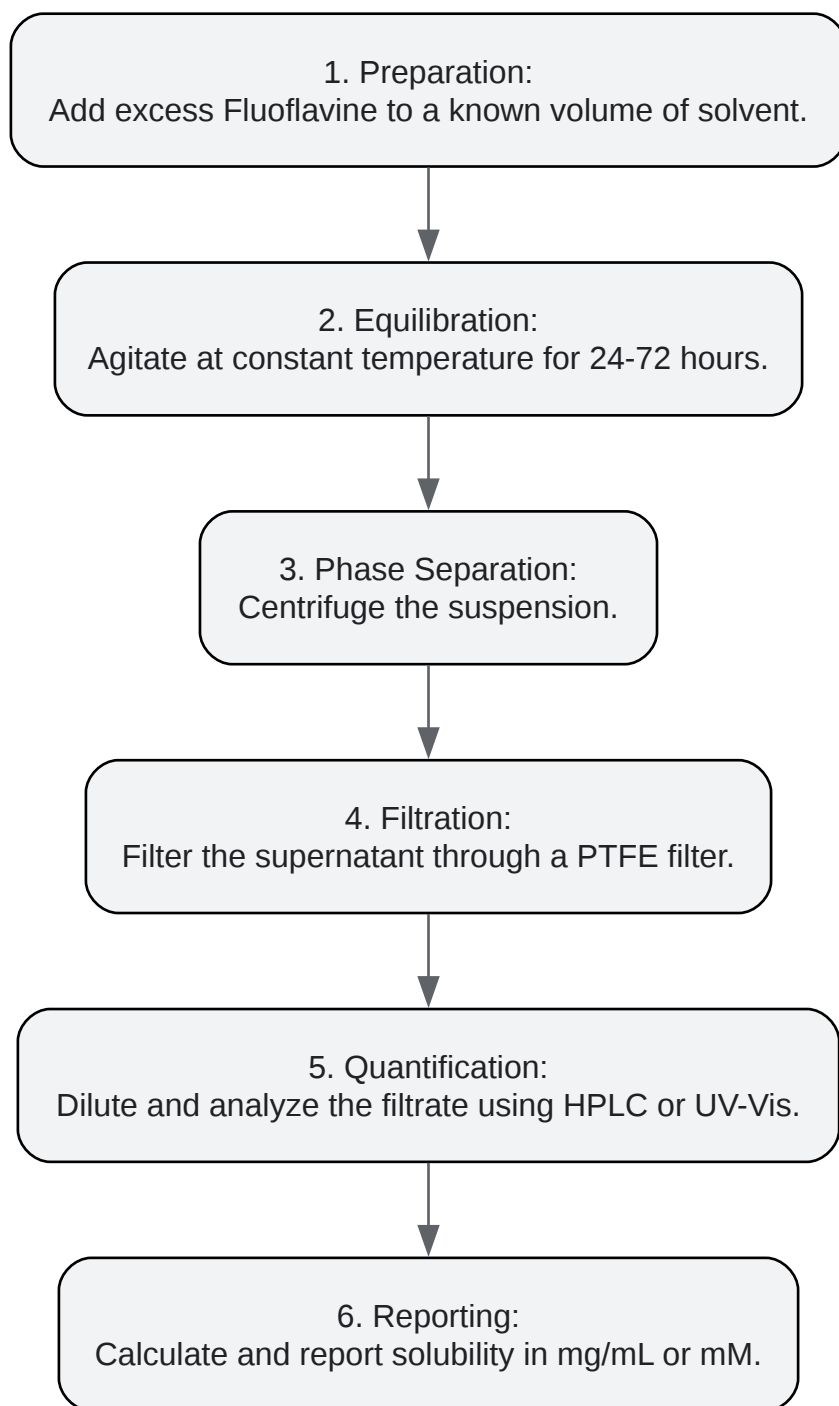 1. Preparation:
Add excess Fluoflavine to a known volume of solvent.
2. Equilibration:
Agitate at constant temperature for 24-72 hours.
3. Phase Separation:
Centrifuge the suspension.
4. Filtration:
Filter the supernatant through a PTFE filter.
5. Quantification:
Dilute and analyze the filtrate using HPLC or UV-Vis.
6. Reporting:
Calculate and report solubility in mg/mL or mM.